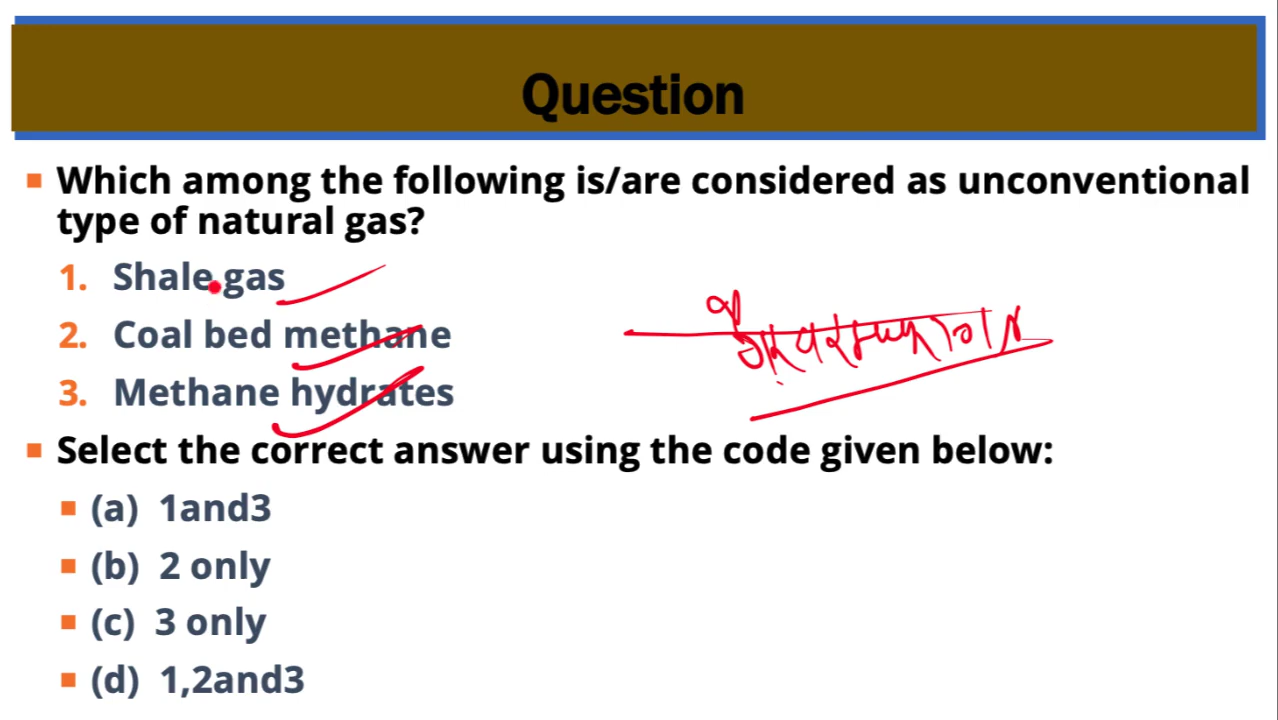 Question
Which among the following is/are considered as unconventional
type of natural gas?
1. Shale gas
2. Coal bed methane
3. Methane hydrates
Select the correct answer using the code given below:
(a) 1and3
(b) 2 only
(c) 3 only
(d) 1,2and3